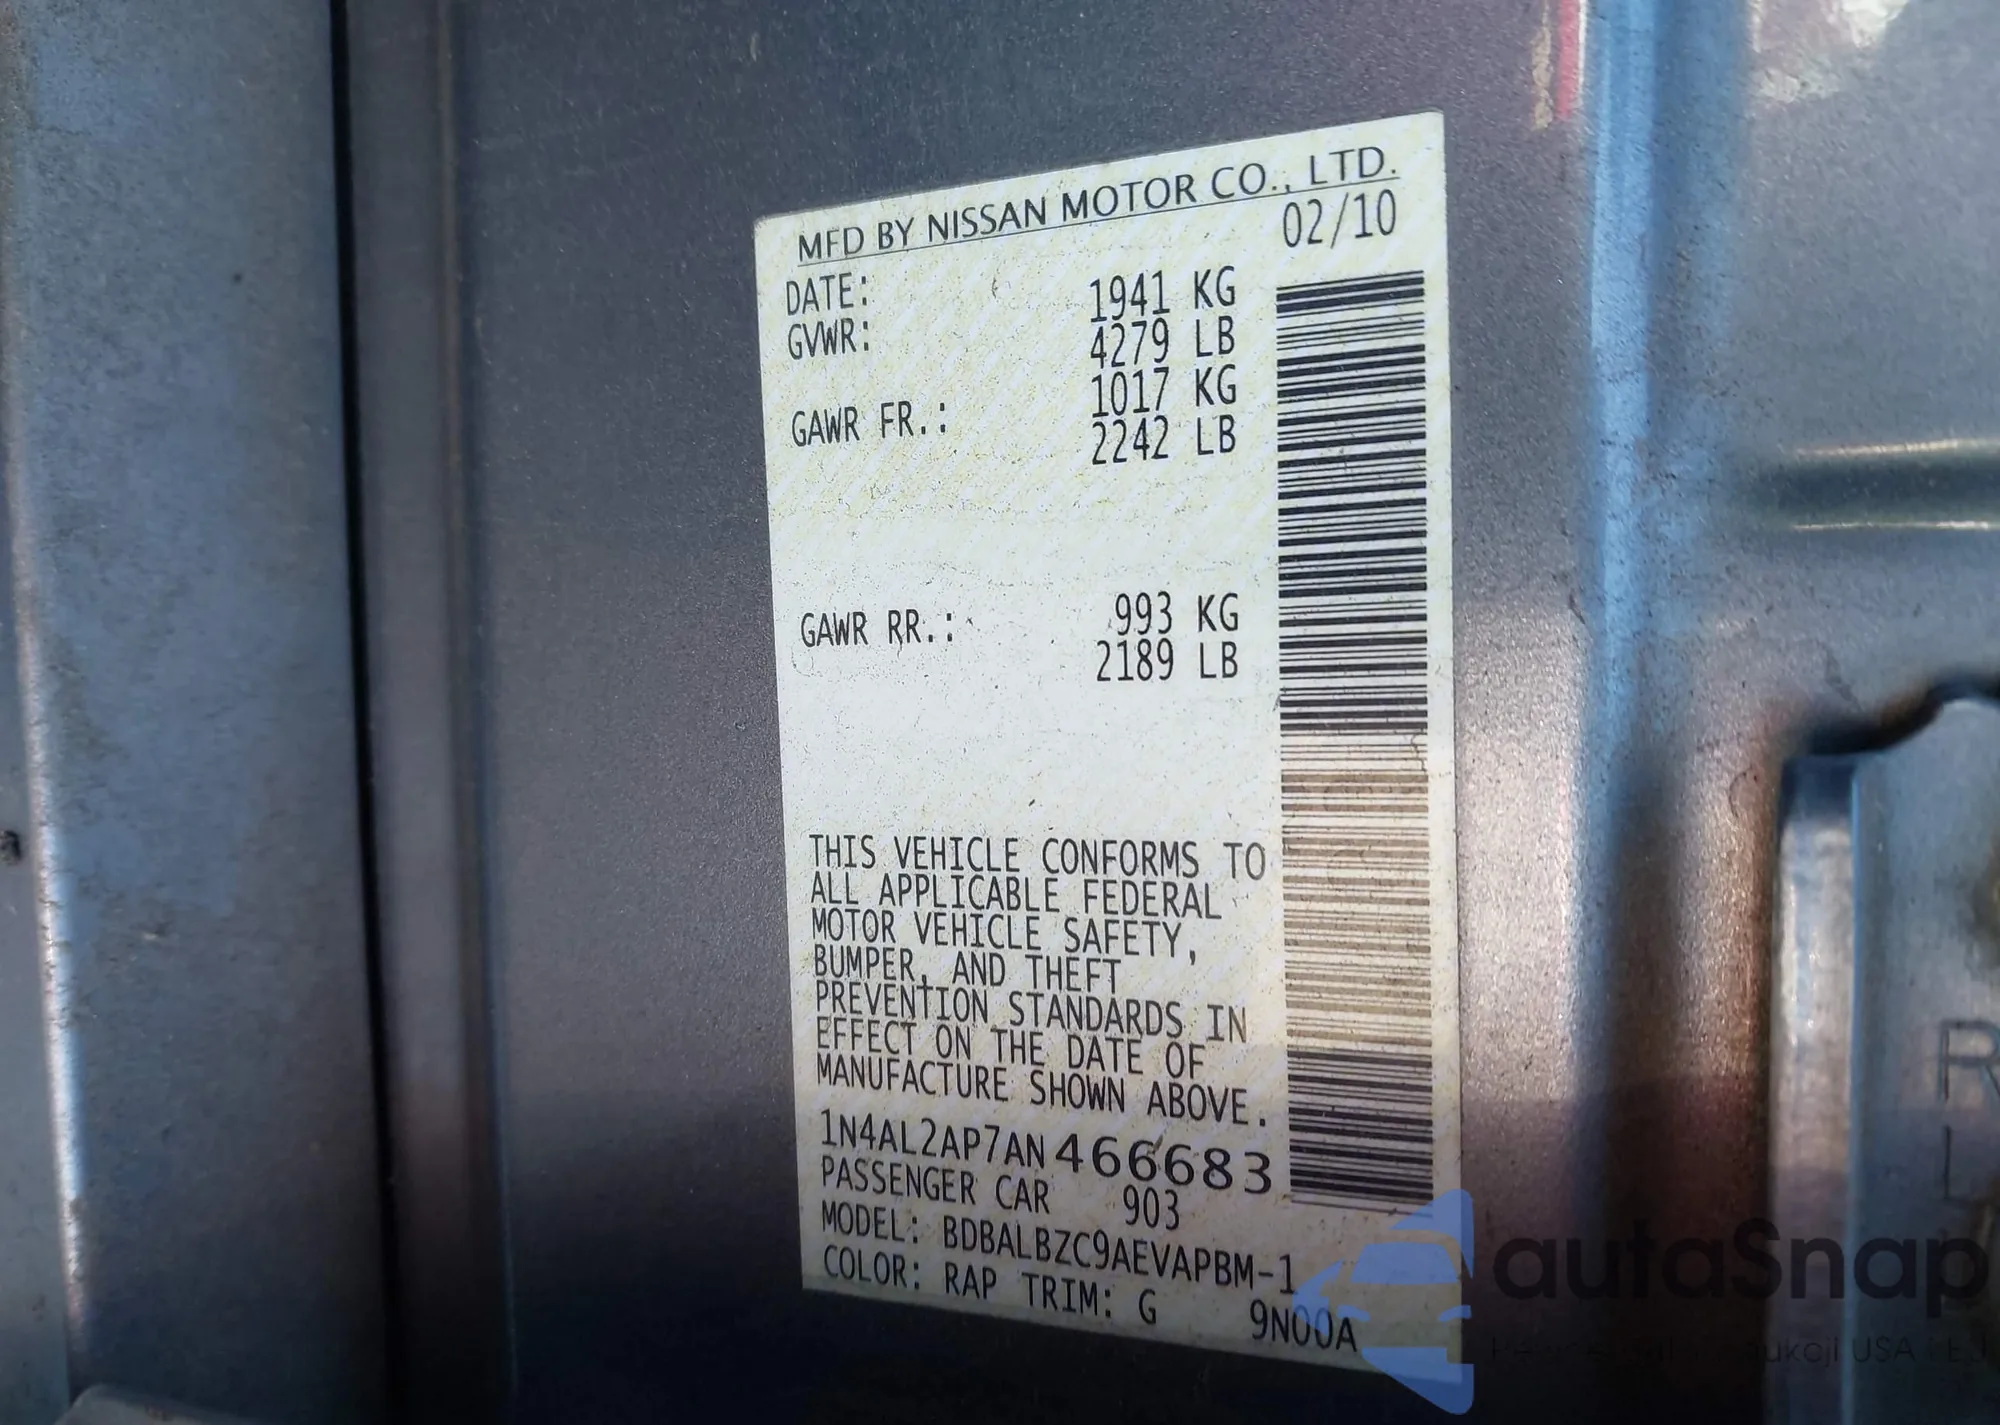 MFD BY NISSAN MOTOR CO., LTD.
DATE: 02/10
GVWR: 1941 KG
4279 LB
GAWR FR.: 1017 KG
2242 LB
GAWR RR.: 993 KG
2189 LB
THIS VEHICLE CONFORMS TO
ALL APPLICABLE FEDERAL
MOTOR VEHICLE SAFETY,
BUMPER, AND THEFT
PREVENTION STANDARDS IN
EFFECT ON THE DATE OF
MANUFACTURE SHOWN ABOVE.
1N4AL2AP7AN466683
PASSENGER CAR 903
MODEL: BDBALBZC9AEVAPBM-1
COLOR: RAP TRIM: G 9N00A
R
L
autaSnap
USA